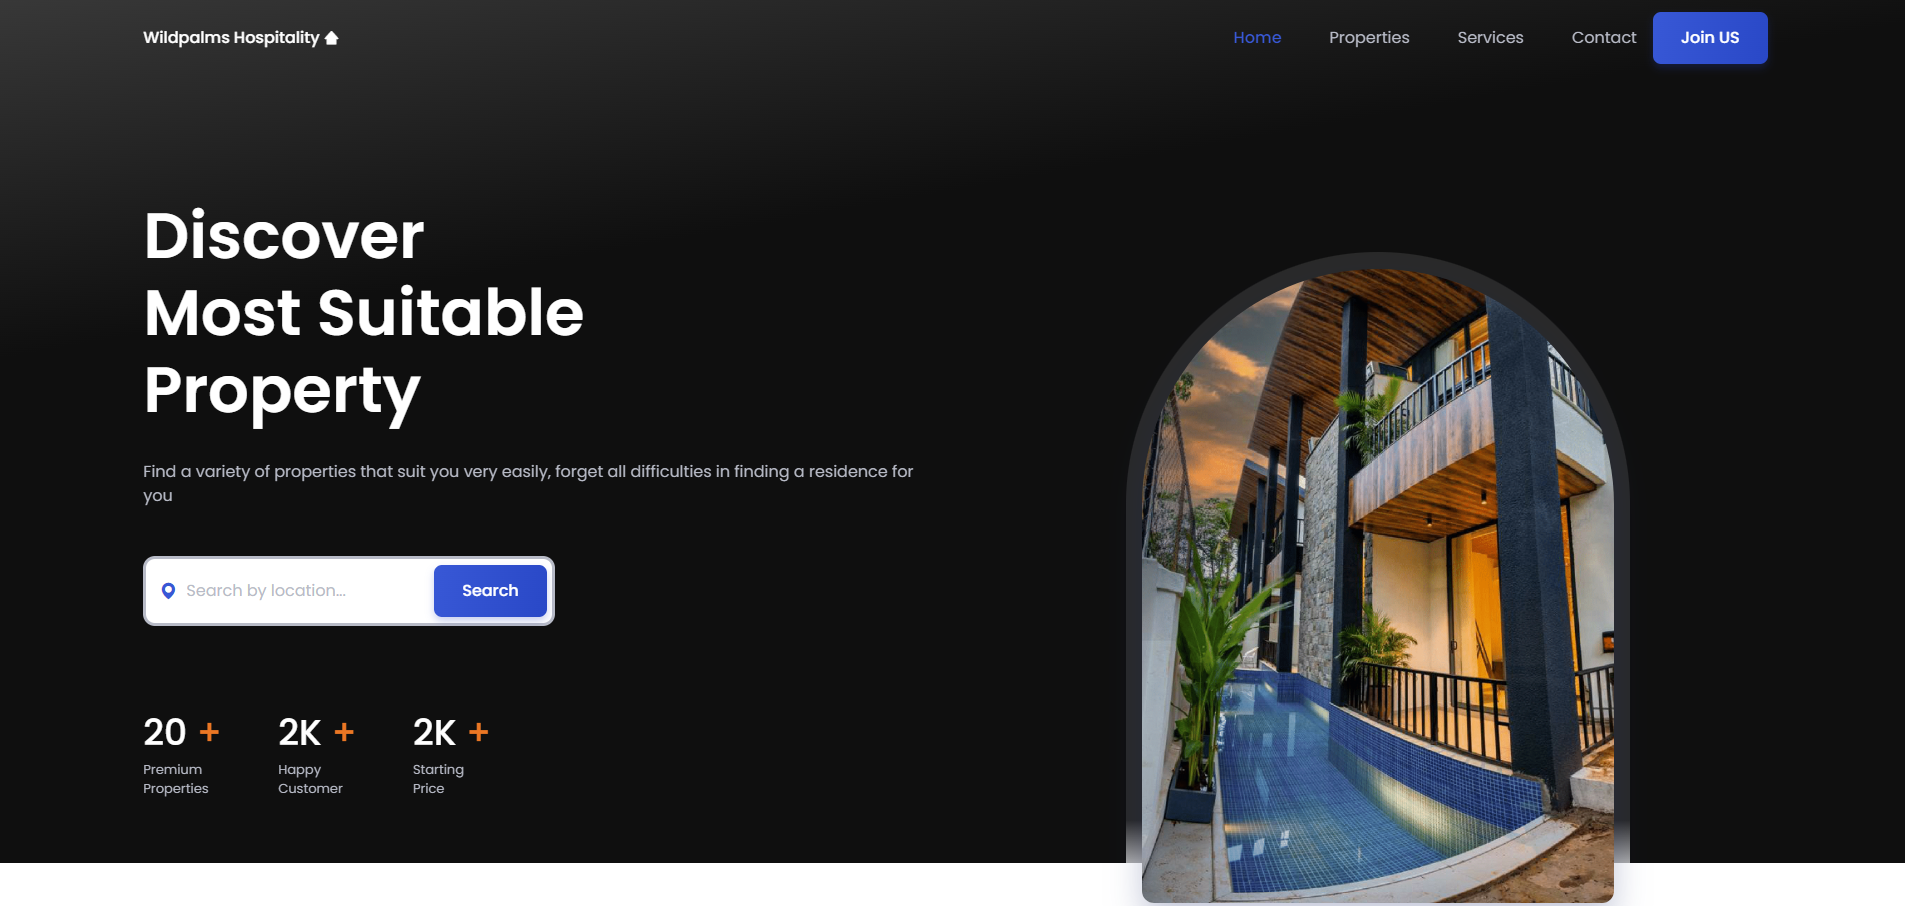 Wildpalms Hospitality
Home Properties Services Contact Join US
Discover
Most Suitable
Property
Find a variety of properties that suit you very easily, forget all difficulties in finding a residence for
you
Search by location... Search
20 + 2K + 2K +
Premium Happy Starting
Properties Customer Price